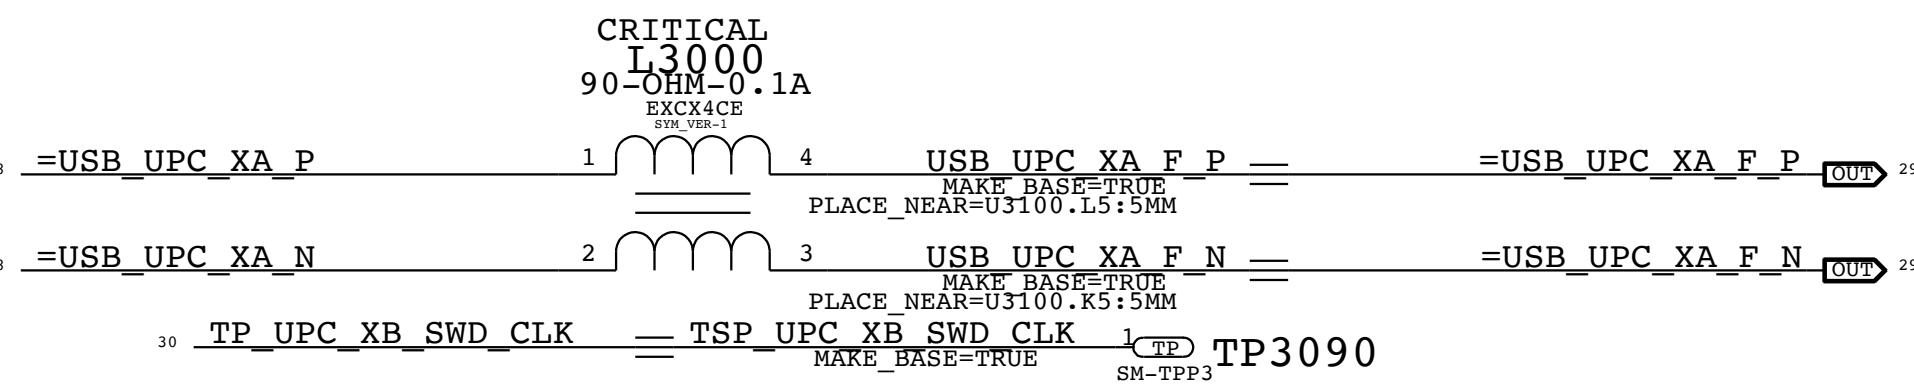 CRITICAL
L3000
90-OHM-0.1A
EXCX4CE
SYM_VER-1
=USB_UPC_XA_P 1 4 USB_UPC_XA_F_P =USB_UPC_XA_F_P OUT 29
MAKE_BASE=TRUE
PLACE_NEAR=U3100.L5:5MM
=USB_UPC_XA_N 2 3 USB_UPC_XA_F_N =USB_UPC_XA_F_N OUT 29
MAKE_BASE=TRUE
PLACE_NEAR=U3100.K5:5MM
30 TP_UPC_XB_SWD_CLK TSP_UPC_XB_SWD_CLK 1 TP TP3090
MAKE_BASE=TRUE
SM-TPP3